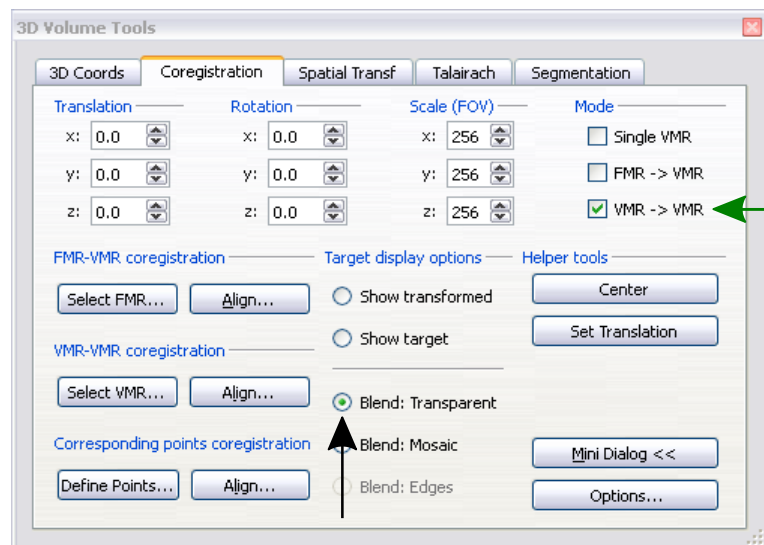 3D Volume Tools
3D Coords Coregistration Spatial Transf Talairach Segmentation
Translation Rotation Scale (FOV) Mode
x: 0.0 x: 0.0 x: 256 Single VMR
y: 0.0 y: 0.0 y: 256 FMR -> VMR
z: 0.0 z: 0.0 z: 256 VMR -> VMR
FMR-VMR coregistration Target display options Helper tools
Select FMR... Align... Show transformed Center
Show target Set Translation
VMR-VMR coregistration
Select VMR... Align... Blend: Transparent
Corresponding points coregistration Blend: Mosaic Mini Dialog <<
Define Points... Align... Blend: Edges Options...